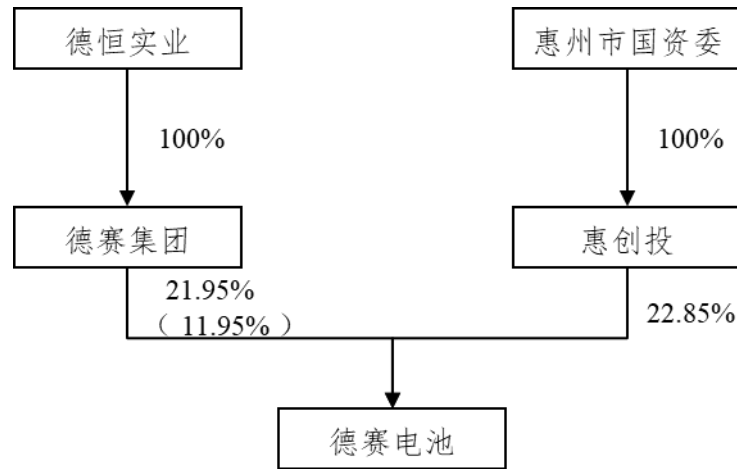 德恒实业
惠州市国资委
100%
100%
德赛集团
惠创投
21.95%
（ 11.95% ）
22.85%
德赛电池